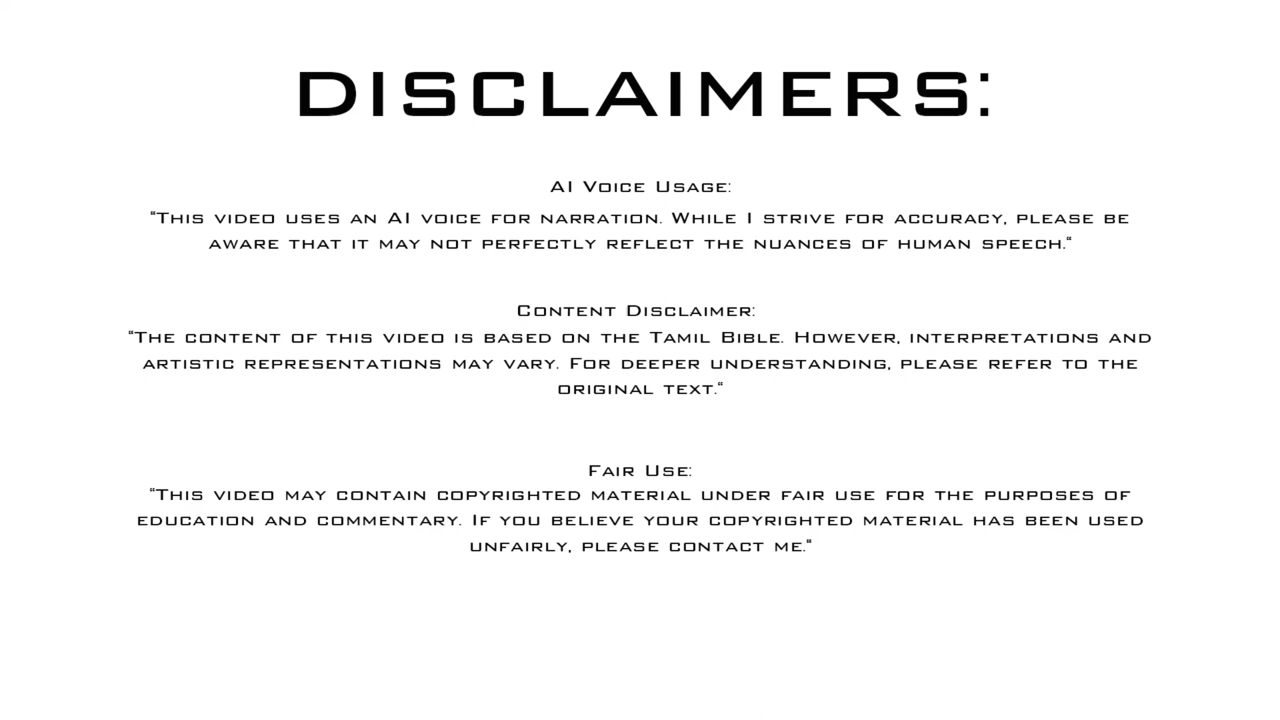 DISCLAIMERS:
AI Voice Usage:
“This video uses an AI voice for narration. While I strive for accuracy, please be
aware that it may not perfectly reflect the nuances of human speech.“
Content Disclaimer:
“The content of this video is based on the Tamil Bible. However, interpretations and
artistic representations may vary. For deeper understanding, please refer to the
original text.“
Fair Use:
“This video may contain copyrighted material under fair use for the purposes of
education and commentary. If you believe your copyrighted material has been used
unfairly, please contact me.“